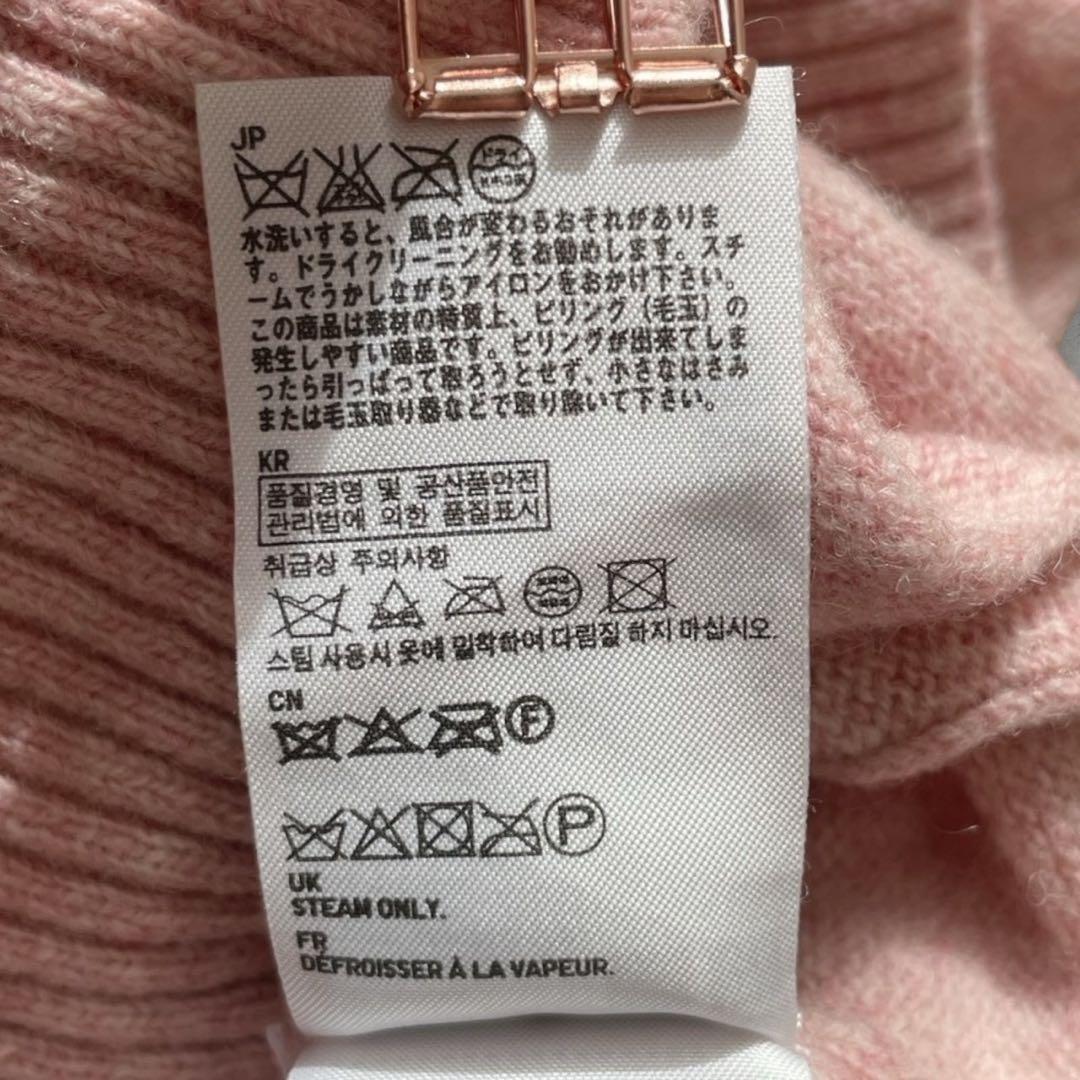 JP
ドライ
セキユ系
水洗いすると、風合が変わるおそれがありま
す。ドライクリーニングをお勧めします。スチ
ームでうかしながらアイロンをおかけ下さい。
この商品は素材の特質上、ピリング（毛玉）の
発生しやすい商品です。ピリングが出来てしま
ったら引っぱって取ろうとせず、小さなはさみ
または毛玉取り器などで取り除いて下さい。
KR
품질경영 및 공산품안전
관리법에 의한 품질표시
취급상 주의사항
스팀 사용시 옷에 밀착하여 다림질 하지 마십시오.
CN
F
P
UK
STEAM ONLY.
FR
DÉFROISSER À LA VAPEUR.